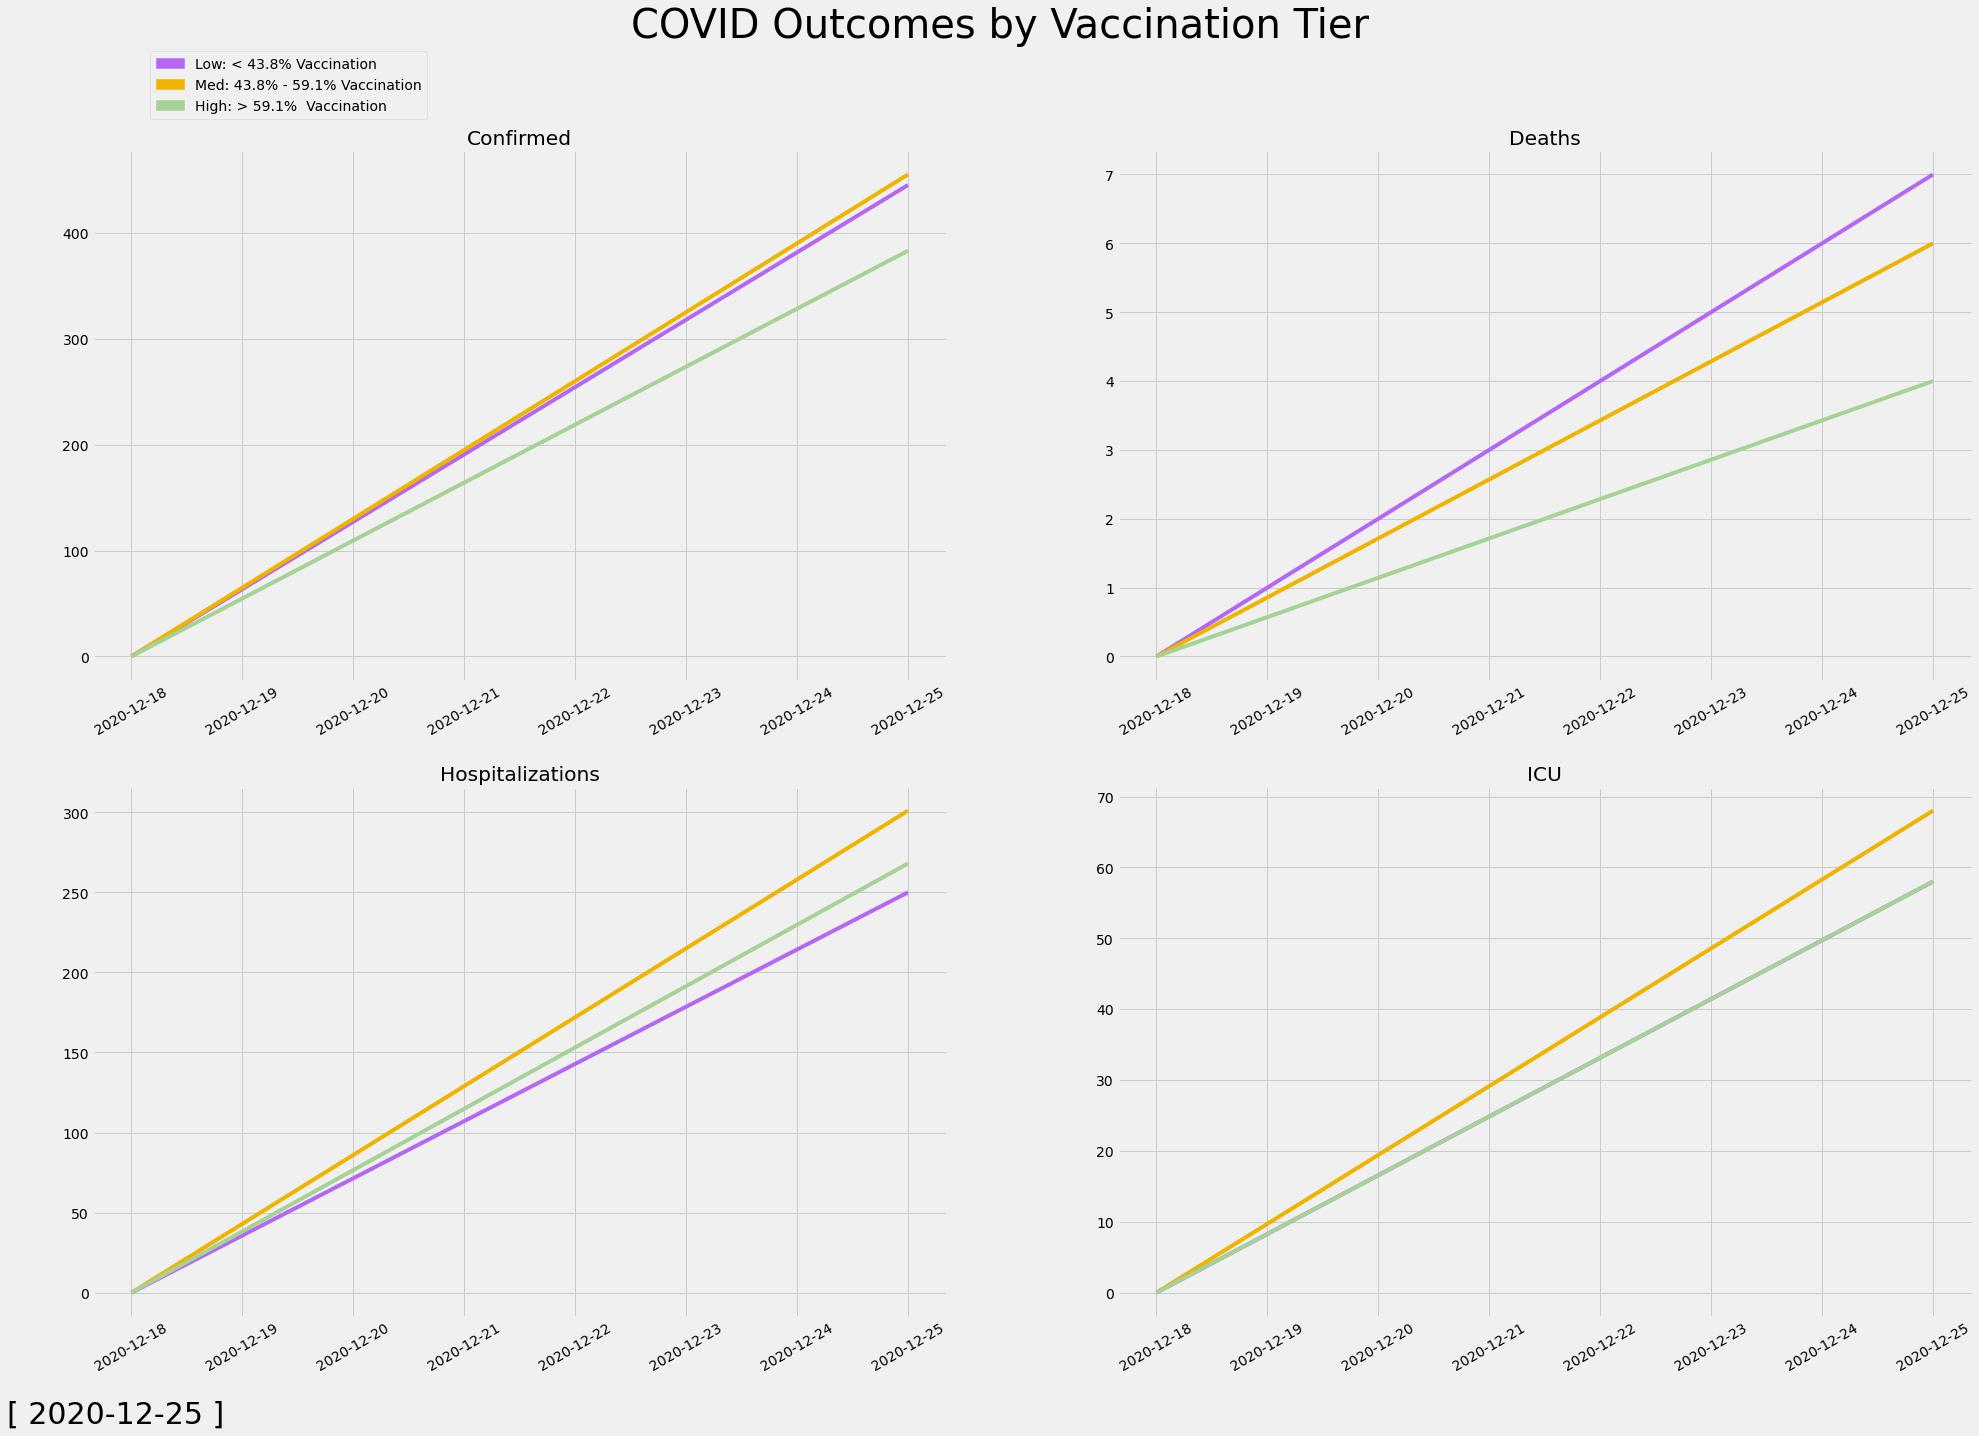 COVID Outcomes by Vaccination Tier
Low: < 43.8% Vaccination
Med: 43.8% - 59.1% Vaccination
High: > 59.1%  Vaccination
Confirmed
400
300
200
100
0
2020-12-18 2020-12-19 2020-12-20 2020-12-21 2020-12-22 2020-12-23 2020-12-24 2020-12-25
Deaths
7
6
5
4
3
2
1
0
2020-12-18 2020-12-19 2020-12-20 2020-12-21 2020-12-22 2020-12-23 2020-12-24 2020-12-25
Hospitalizations
300
250
200
150
100
50
0
2020-12-18 2020-12-19 2020-12-20 2020-12-21 2020-12-22 2020-12-23 2020-12-24 2020-12-25
ICU
70
60
50
40
30
20
10
0
2020-12-18 2020-12-19 2020-12-20 2020-12-21 2020-12-22 2020-12-23 2020-12-24 2020-12-25
[ 2020-12-25 ]